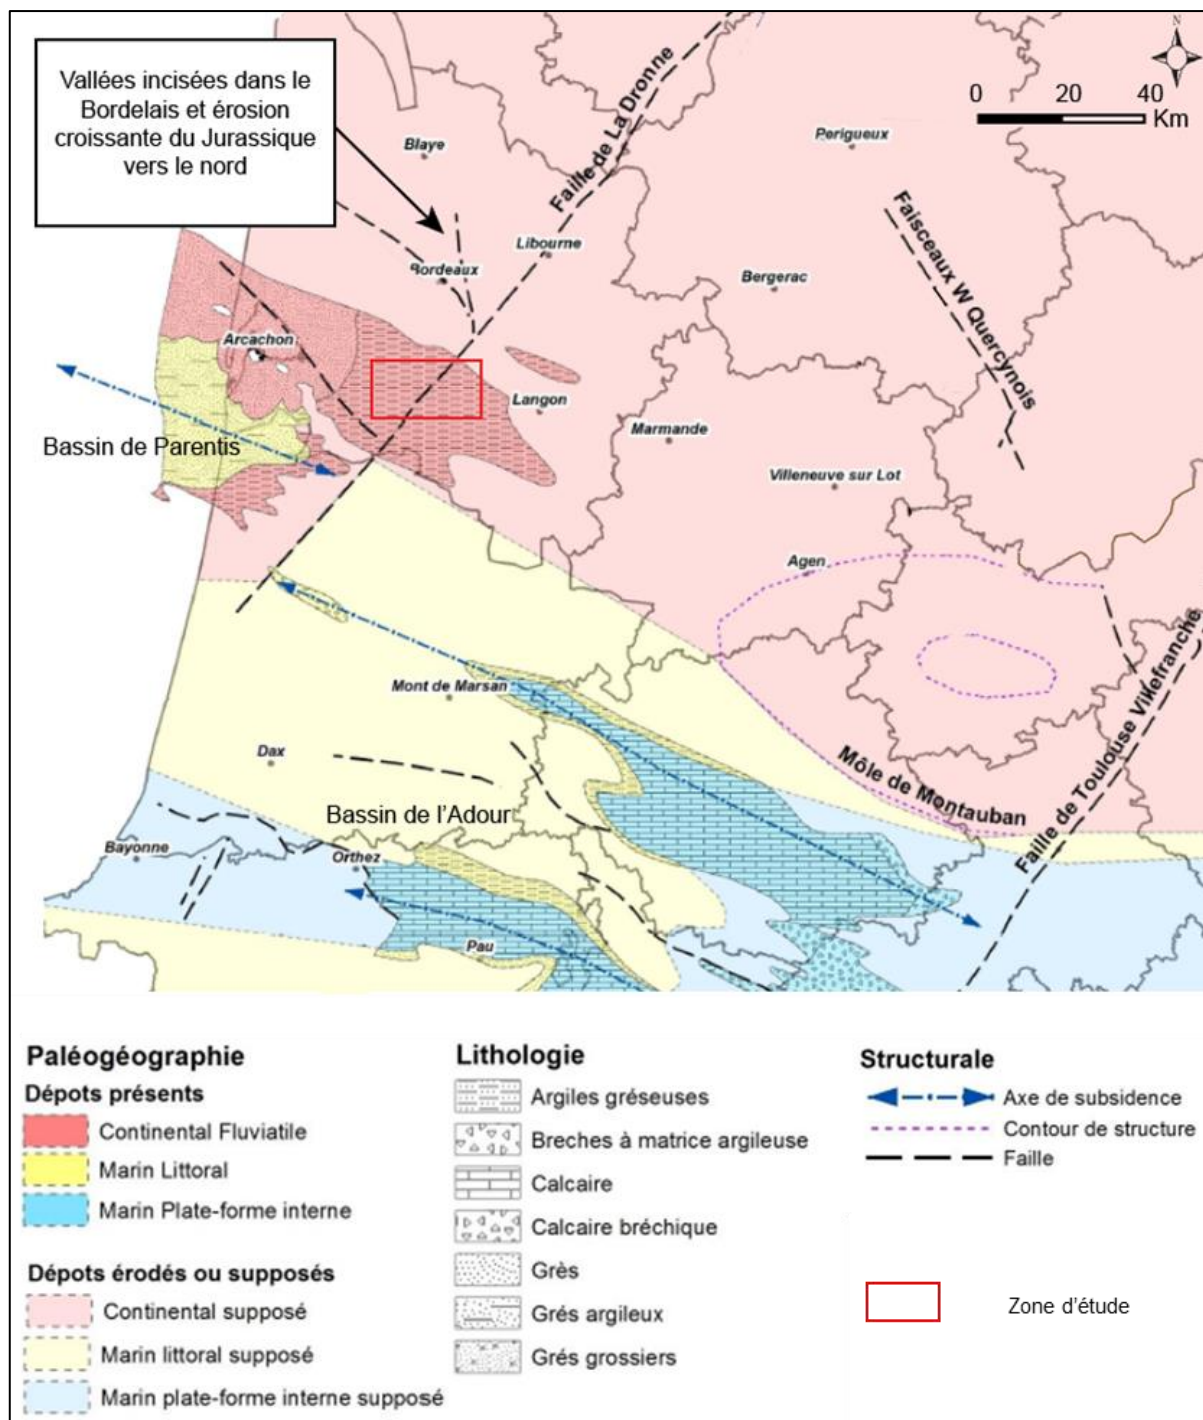 Vallées incisées dans le
Bordelais et érosion
croissante du Jurassique
vers le nord
N
0 20 40
Km
Faille de La Dronne
Blaye
Perigueux
Faisceaux W Quercynois
Libourne
Bordeaux
Bergerac
Arcachon
Langon
Marmande
Bassin de Parentis
Villeneuve sur Lot
Agen
Mont de Marsan
Faille de Toulouse Villefranche
Dax
Môle de Montauban
Bassin de l'Adour
Bayonne
Orthez
Pau
Paléogéographie
Dépots présents
Continental Fluviatile
Marin Littoral
Marin Plate-forme interne
Dépots érodés ou supposés
Continental supposé
Marin littoral supposé
Marin plate-forme interne supposé
Lithologie
Argiles gréseuses
Breches à matrice argileuse
Calcaire
Calcaire bréchique
Grès
Grés argileux
Grés grossiers
Structurale
Axe de subsidence
Contour de structure
Faille
Zone d'étude